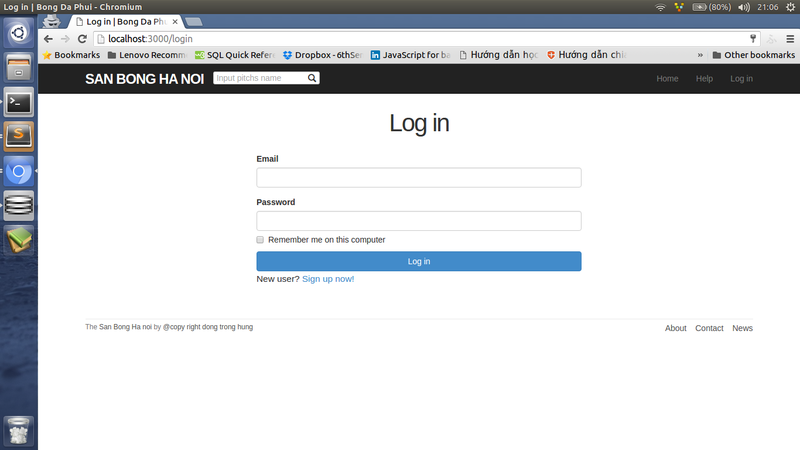 Log in | Bong Da Phui - Chromium
(80%)
21:06
Log in | Bong Da Phu
localhost:3000/login
Bookmarks
Lenovo Recomm
SQL Quick Refere
Dropbox - 6thSer
JavaScript for ba
Hướng dẫn học
Hướng dẫn chi
»
Other bookmarks
SAN BONG HA NOI
Input pitchs name
Home
Help
Log in
Log in
Email
Password
Remember me on this computer
Log in
New user? Sign up now!
The San Bong Ha noi by @copy right dong trong hung
About
Contact
News